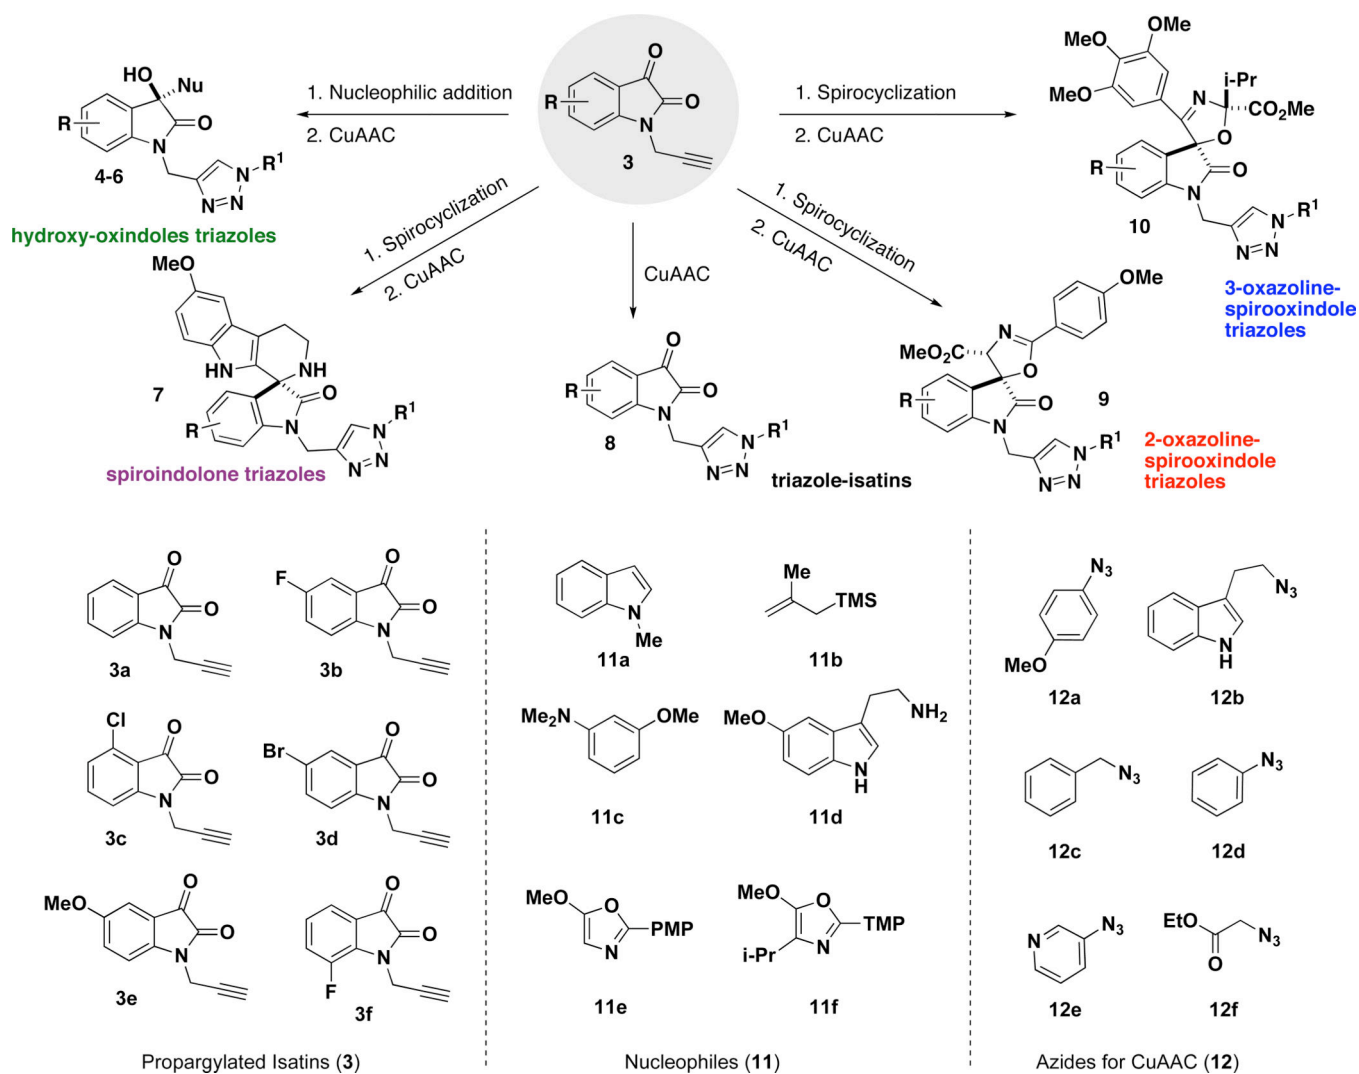 HO
Nu
R
O
N
R¹
N
N=N
4-6
hydroxy-oxindoles triazoles
1. Nucleophilic addition
2. CuAAC
O
O
R
N
3
1. Spirocyclization
2. CuAAC
OMe
MeO
MeO
i-Pr
N
CO₂Me
O
R
O
N
R¹
N
N=N
10
3-oxazoline-
spirooxindole
triazoles
1. Spirocyclization
2. CuAAC
CuAAC
1. Spirocyclization
2. CuAAC
MeO
HN
NH
7
O
R
N
R¹
N
N=N
spiroindolone triazoles
O
O
R
N
8
R¹
N
N=N
triazole-isatins
OMe
N
MeO₂C
O
R
O
9
N
R¹
N
N=N
2-oxazoline-
spirooxindole
triazoles
O
O
N
3a
O
F
O
N
3b
N
Me
11a
Me
TMS
11b
N₃
MeO
12a
N₃
N
H
12b
Cl
O
O
N
3c
O
Br
O
N
3d
Me₂N
OMe
11c
NH₂
MeO
N
H
11d
N₃
12c
N₃
12d
O
MeO
O
N
3e
O
O
N
F
3f
MeO
O
PMP
N
11e
MeO
O
TMP
i-Pr
N
11f
N
N₃
12e
EtO
N₃
O
12f
Propargylated Isatins (3)
Nucleophiles (11)
Azides for CuAAC (12)